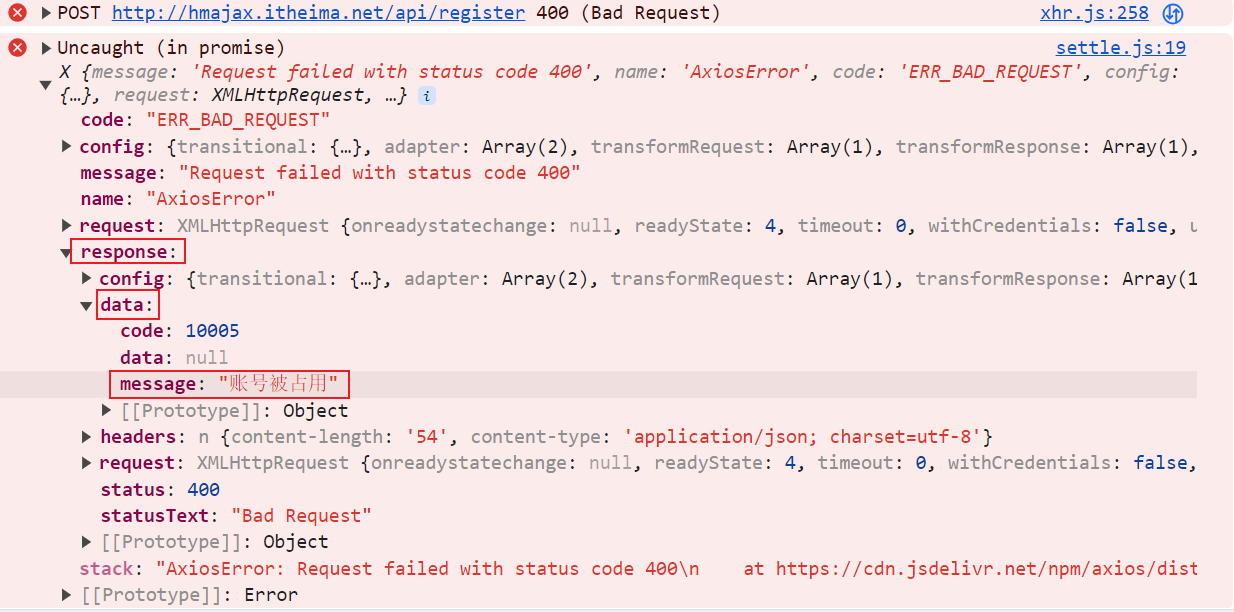 POST http://hmajax.itheima.net/api/register 400 (Bad Request) xhr.js:258
Uncaught (in promise) settle.js:19
X {message: 'Request failed with status code 400', name: 'AxiosError', code: 'ERR_BAD_REQUEST', config:
{…}, request: XMLHttpRequest, …} i
code: "ERR_BAD_REQUEST"
config: {transitional: {…}, adapter: Array(2), transformRequest: Array(1), transformResponse: Array(1),
message: "Request failed with status code 400"
name: "AxiosError"
request: XMLHttpRequest {onreadystatechange: null, readyState: 4, timeout: 0, withCredentials: false, u
response:
config: {transitional: {…}, adapter: Array(2), transformRequest: Array(1), transformResponse: Array(1
data:
code: 10005
data: null
message: "账号被占用"
[[Prototype]]: Object
headers: n {content-length: '54', content-type: 'application/json; charset=utf-8'}
request: XMLHttpRequest {onreadystatechange: null, readyState: 4, timeout: 0, withCredentials: false,
status: 400
statusText: "Bad Request"
[[Prototype]]: Object
stack: "AxiosError: Request failed with status code 400\n    at https://cdn.jsdelivr.net/npm/axios/dist
[[Prototype]]: Error